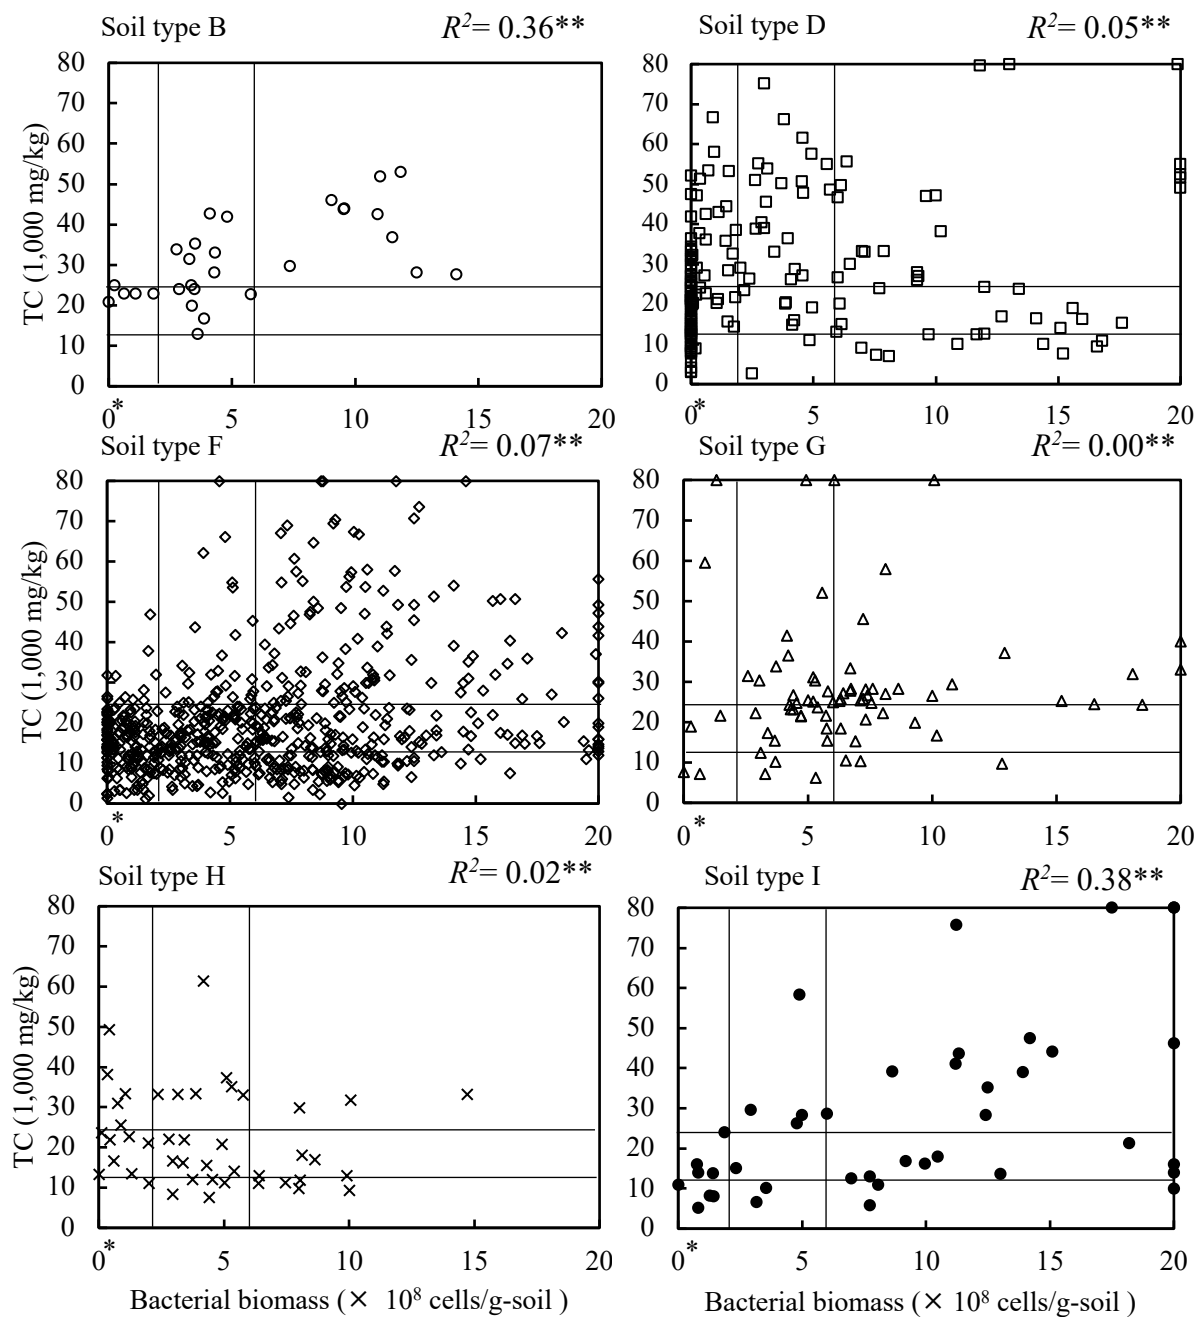 Soil type B
R²= 0.36**
TC (1,000 mg/kg)
80
70
60
50
40
30
20
10
0
0* 5 10 15 20
Soil type D
R²= 0.05**
80
70
60
50
40
30
20
10
0
0* 5 10 15 20
Soil type F
R²= 0.07**
TC (1,000 mg/kg)
80
70
60
50
40
30
20
10
0
0* 5 10 15 20
Soil type G
R²= 0.00**
80
70
60
50
40
30
20
10
0
0* 5 10 15 20
Soil type H
R²= 0.02**
TC (1,000 mg/kg)
80
70
60
50
40
30
20
10
0
0* 5 10 15 20
Bacterial biomass (× 10⁸ cells/g-soil )
Soil type I
R²= 0.38**
80
70
60
50
40
30
20
10
0
0* 5 10 15 20
Bacterial biomass (× 10⁸ cells/g-soil )